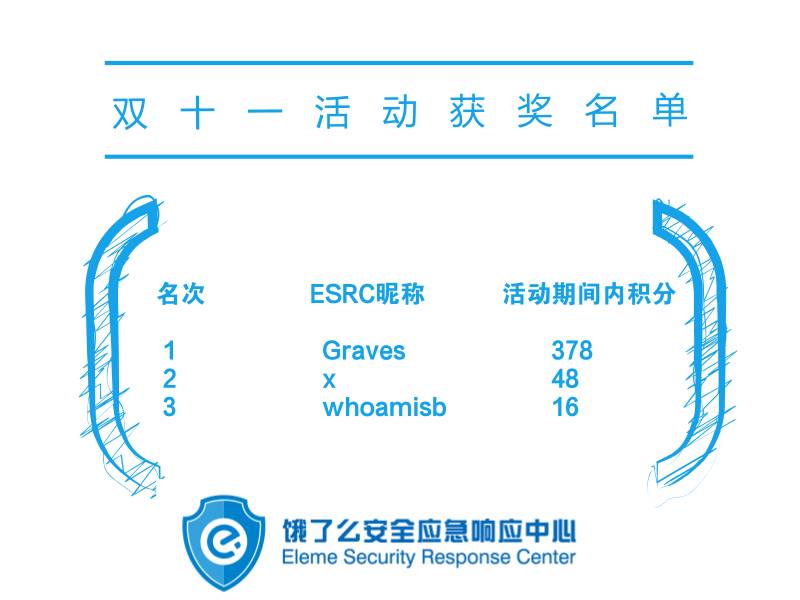 双十一活动获奖名单
名次 ESRC昵称 活动期间内积分
1 Graves 378
2 x 48
3 whoamisb 16
饿了么安全应急响应中心
Eleme Security Response Center